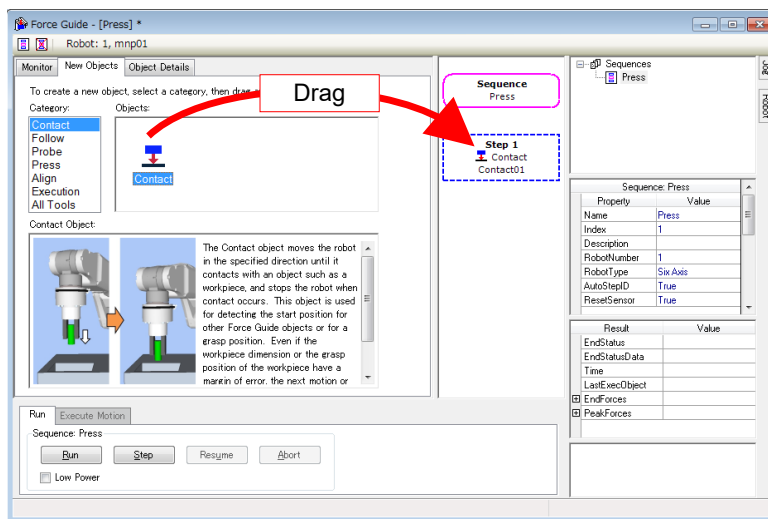 Force Guide - [Press] *
Robot: 1, mnp01
Monitor New Objects Object Details
To create a new object, select a category, then drag
Category: Objects:
Contact
Follow
Probe
Press
Align
Execution
All Tools
Contact
Drag
Contact Object:
The Contact object moves the robot
in the specified direction until it
contacts with an object such as a
workpiece, and stops the robot when
contact occurs. This object is used
for detecting the start position for
other Force Guide objects or for a
grasp position. Even if the
workpiece dimension or the grasp
position of the workpiece have a
margin of error, the next motion or
Run Execute Motion
Sequence: Press
Run Step Resume Abort
Low Power
Sequence
Press
Step 1
Contact
Contact01
Sequences
Press
Jog
Robot
Sequence: Press
Property Value
Name Press
Index 1
Description
RobotNumber 1
RobotType Six Axis
AutoStepID True
ResetSensor True
Result Value
EndStatus
EndStatusData
Time
LastExecObject
EndForces
PeakForces